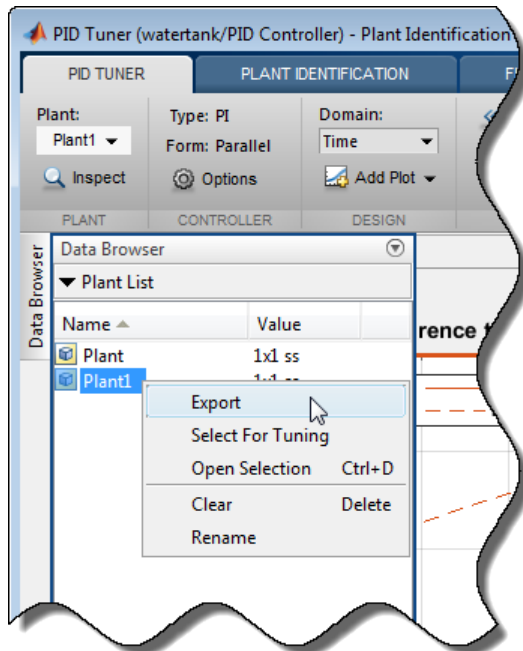 PID Tuner (watertank/PID Controller) - Plant Identification
PID TUNER PLANT IDENTIFICATION
Plant: Type: PI Domain:
Plant1 Form: Parallel Time
Inspect Options Add Plot
PLANT CONTROLLER DESIGN
Data Browser
Data Browser
Plant List
Name Value
Plant 1x1 ss
Plant1 1x1 ss
Export
Select For Tuning
Open Selection Ctrl+D
Clear Delete
Rename